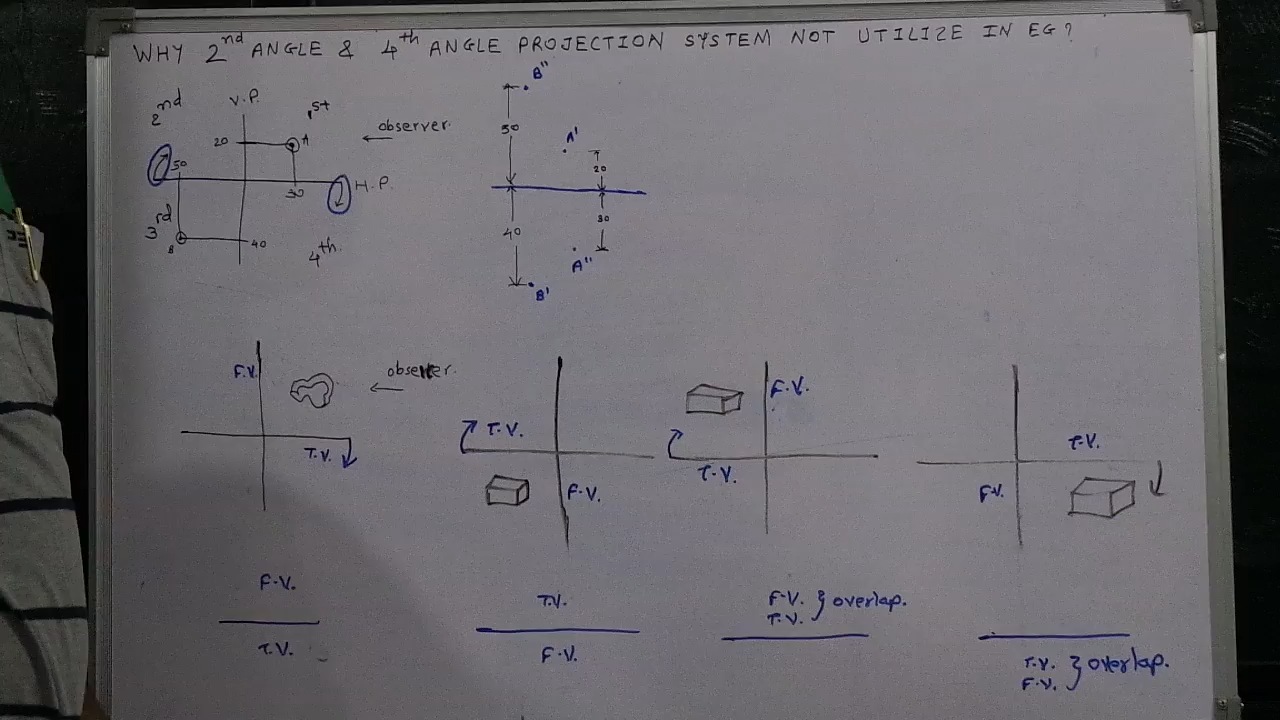 WHY 2nd ANGLE & 4th ANGLE PROJECTION SYSTEM NOT UTILIZE IN EG?
2nd
V.P.
1st
observer.
20
A
50
30
H.P.
3rd
B
40
4th.
B"
50
A'
20
40
30
A"
B'
F.V.
observer.
T.V.
T.V.
F.V.
F.V.
T.V.
T.V.
F.V.
F.V.
T.V.
T.V.
F.V.
F.V. } overlap.
T.V.
T.V. } overlap.
F.V.